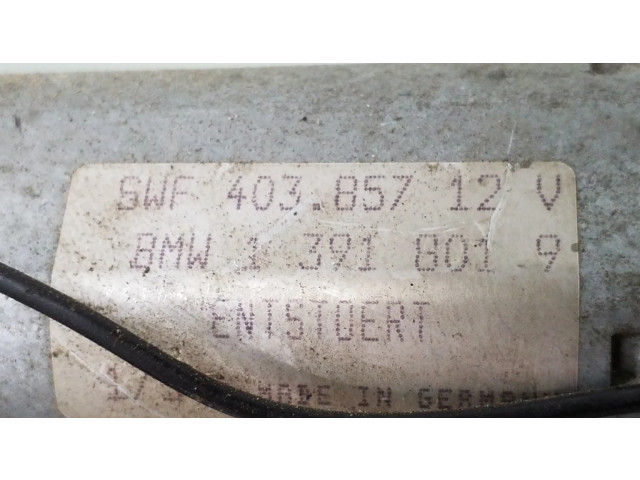 SWF 403.857 12 V
BMW 1 391 801 9
ENTSTOERT
MADE IN GERMANY